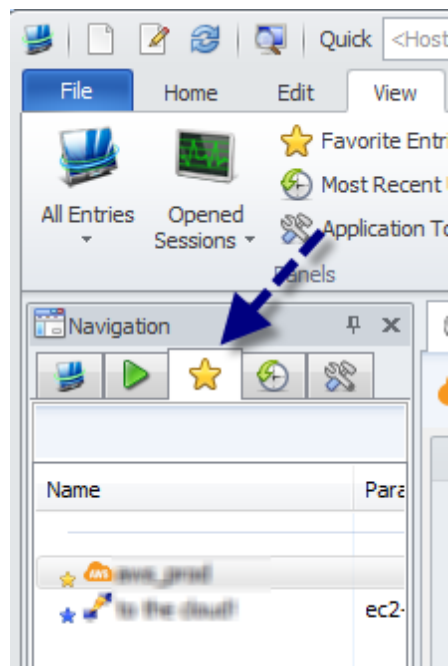 Quick <Host
File Home Edit View
Favorite Entr
Most Recent
All Entries Opened Sessions Application To
Panels
Navigation
Name Para
AWS
ec2-